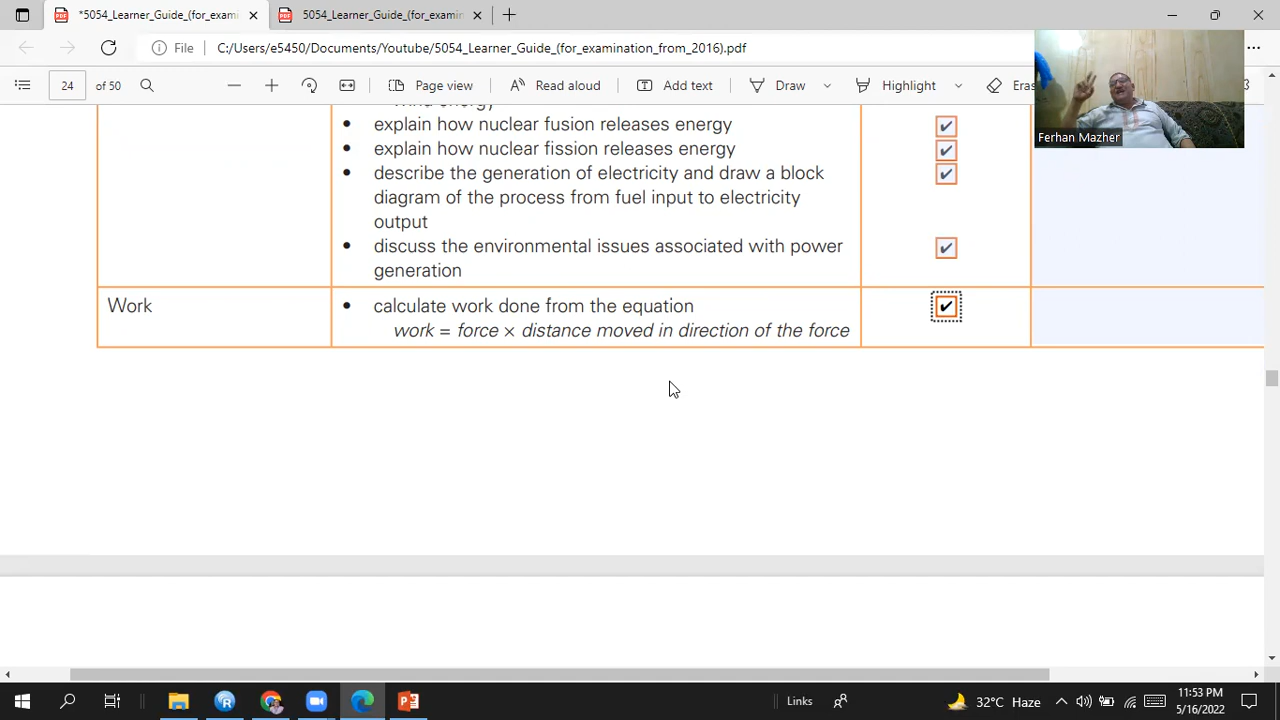 *5054_Learner_Guide_(for_exami
5054_Learner_Guide_(for_examin
File C:/Users/e5450/Documents/Youtube/5054_Learner_Guide_(for_examination_from_2016).pdf
24 of 50 Page view Read aloud Add text Draw Highlight Eras
Ferhan Mazher
wind energy
• explain how nuclear fusion releases energy
• explain how nuclear fission releases energy
• describe the generation of electricity and draw a block
diagram of the process from fuel input to electricity
output
• discuss the environmental issues associated with power
generation
Work • calculate work done from the equation
work = force × distance moved in direction of the force
Links 32°C Haze 11:53 PM
5/16/2022